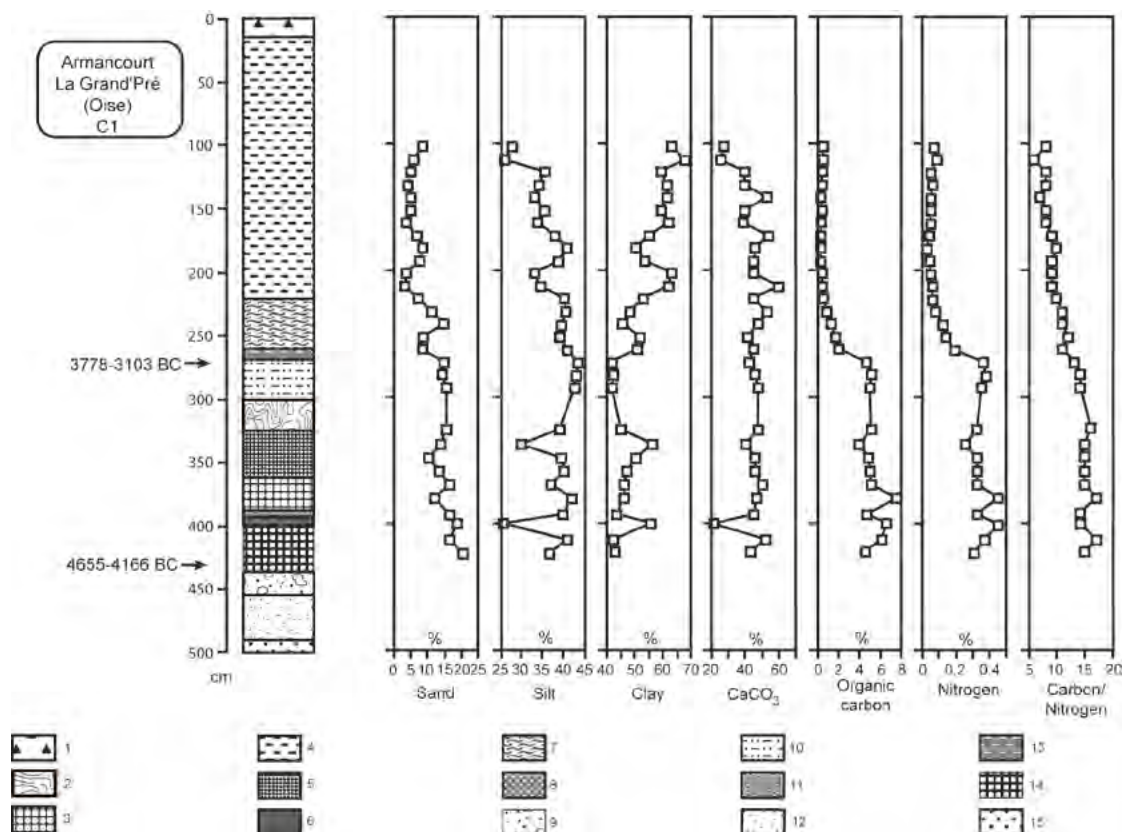 Armancourt
La Grand'Pré
(Oise)
C1
0
50
100
150
200
250
300
350
400
450
500
cm
3778-3103 BC
4655-4166 BC
% % % % % %
0 5 10 15 20 25
25 30 35 40 45
40 50 60 70
20 40 60 80
0 2 4 6 8
0 0,2 0.4
5 10 15 20
Sand
Silt
Clay
CaCO3
Organic
carbon
Nitrogen
Carbon/
Nitrogen
1 4 7 10 13
2 5 8 11 14
3 6 9 12 15